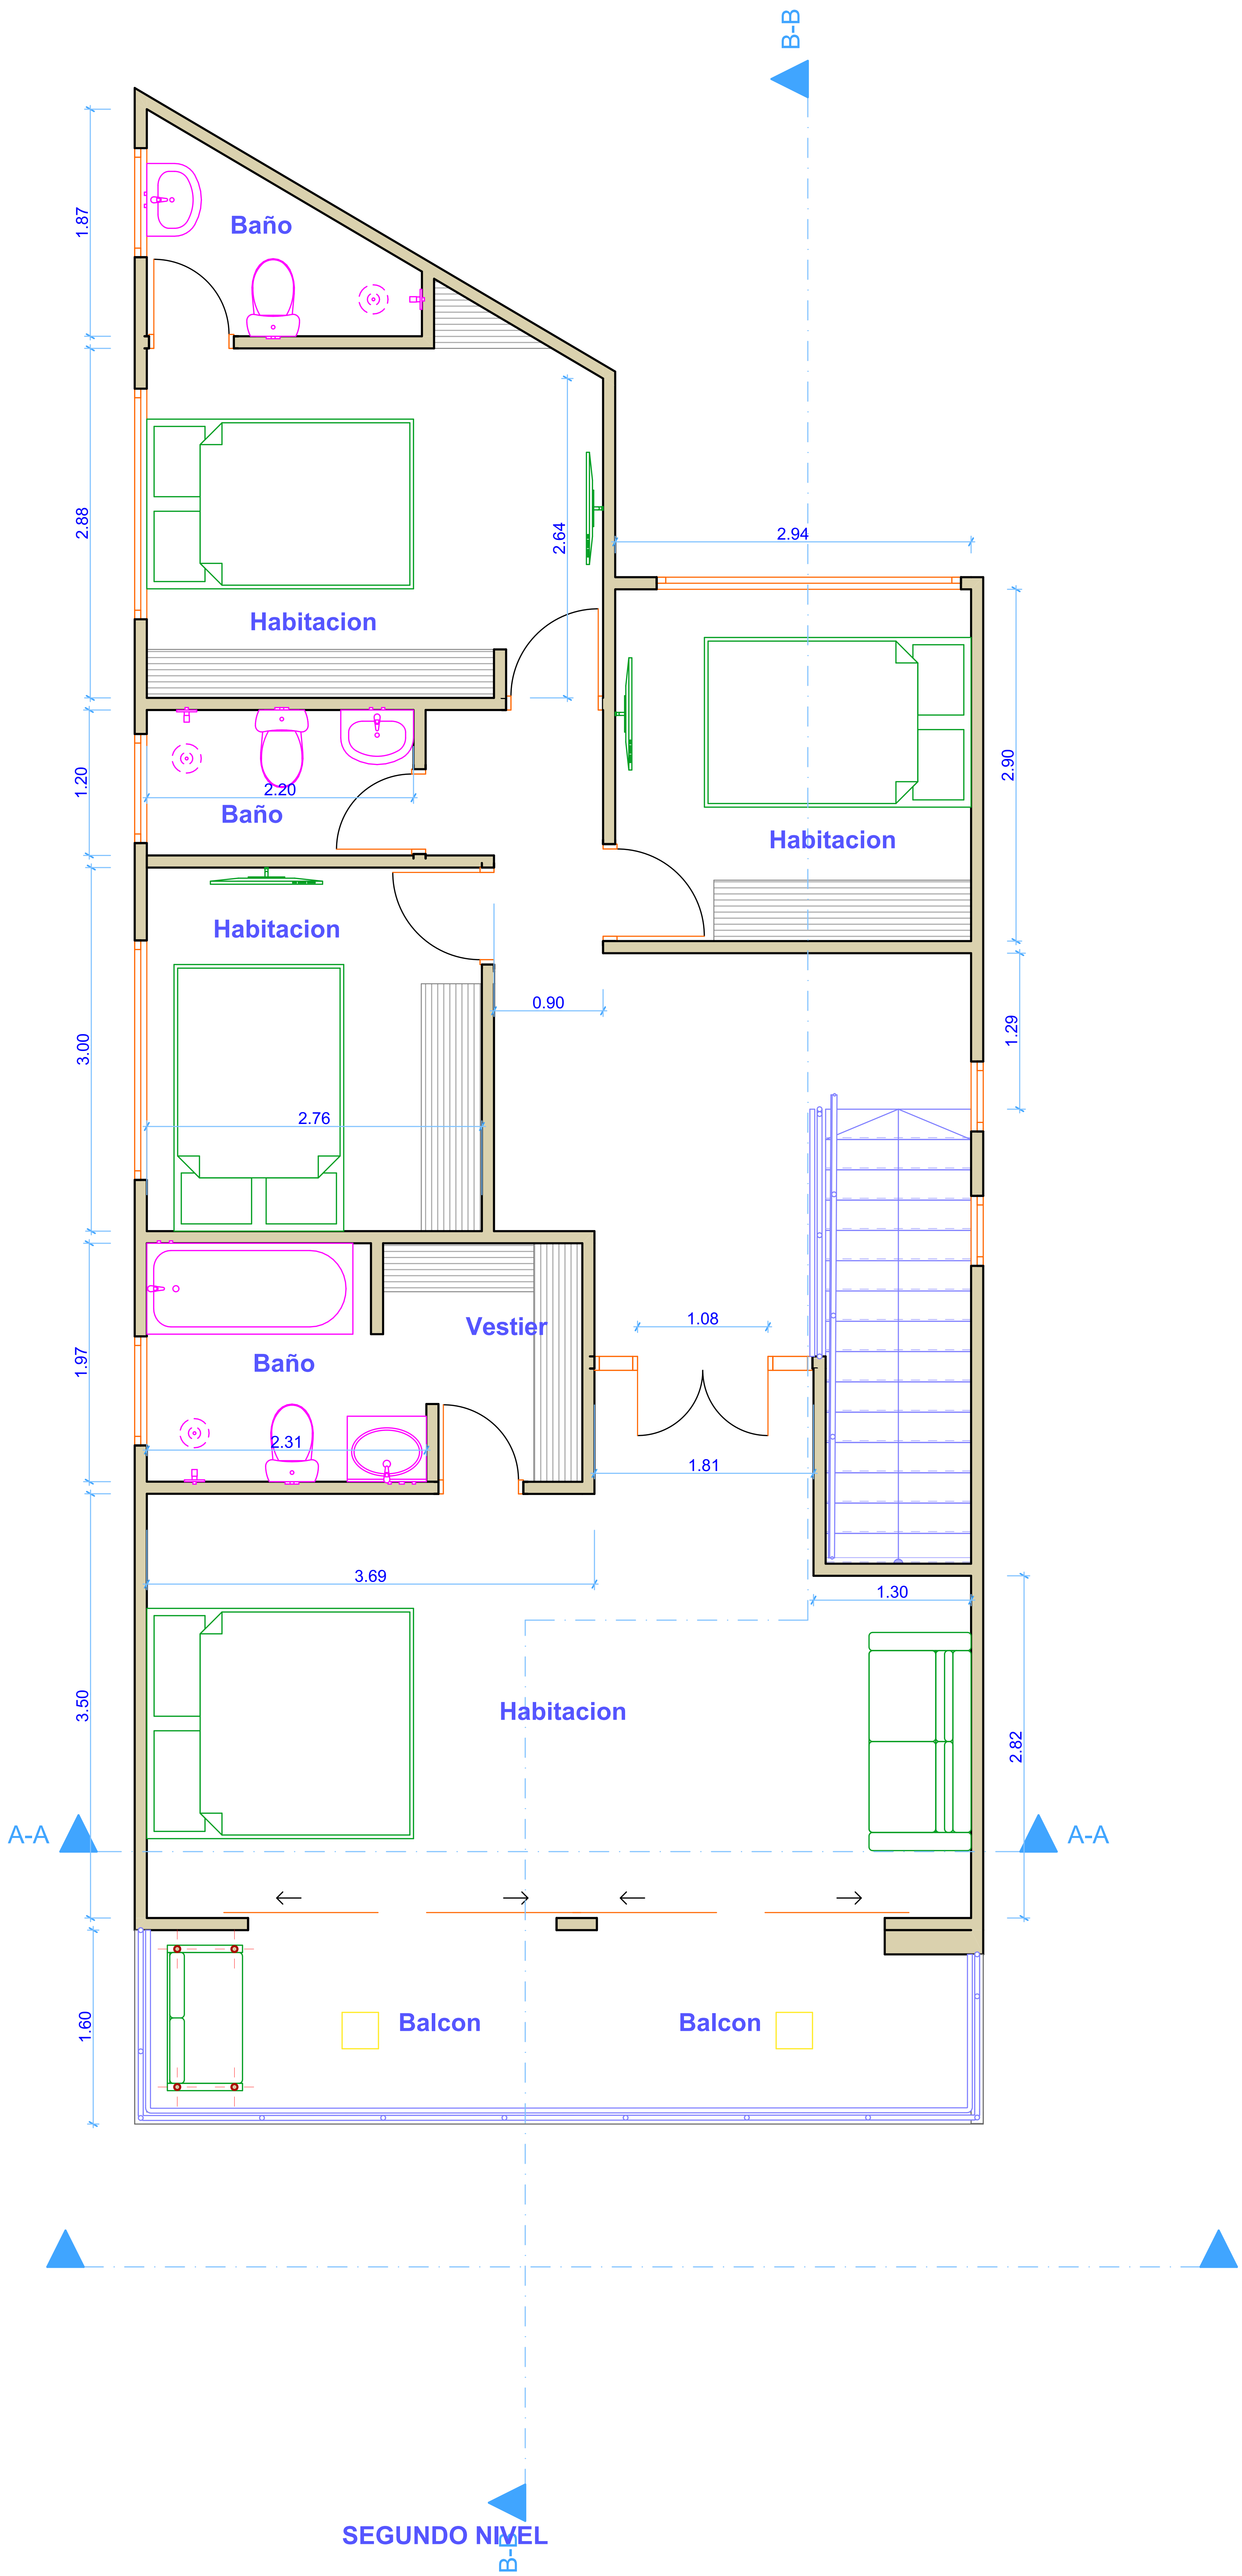 B-B
1.87
Baño
2.88
2.64
2.94
Habitacion
1.20
2.20
Baño
2.90
Habitacion
Habitacion
0.90
1.29
3.00
2.76
Vestier
1.08
1.97
Baño
2.31
1.81
3.69
1.30
3.50
Habitacion
2.82
A-A
A-A
1.60
Balcon
Balcon
SEGUNDO NIVEL
B-B